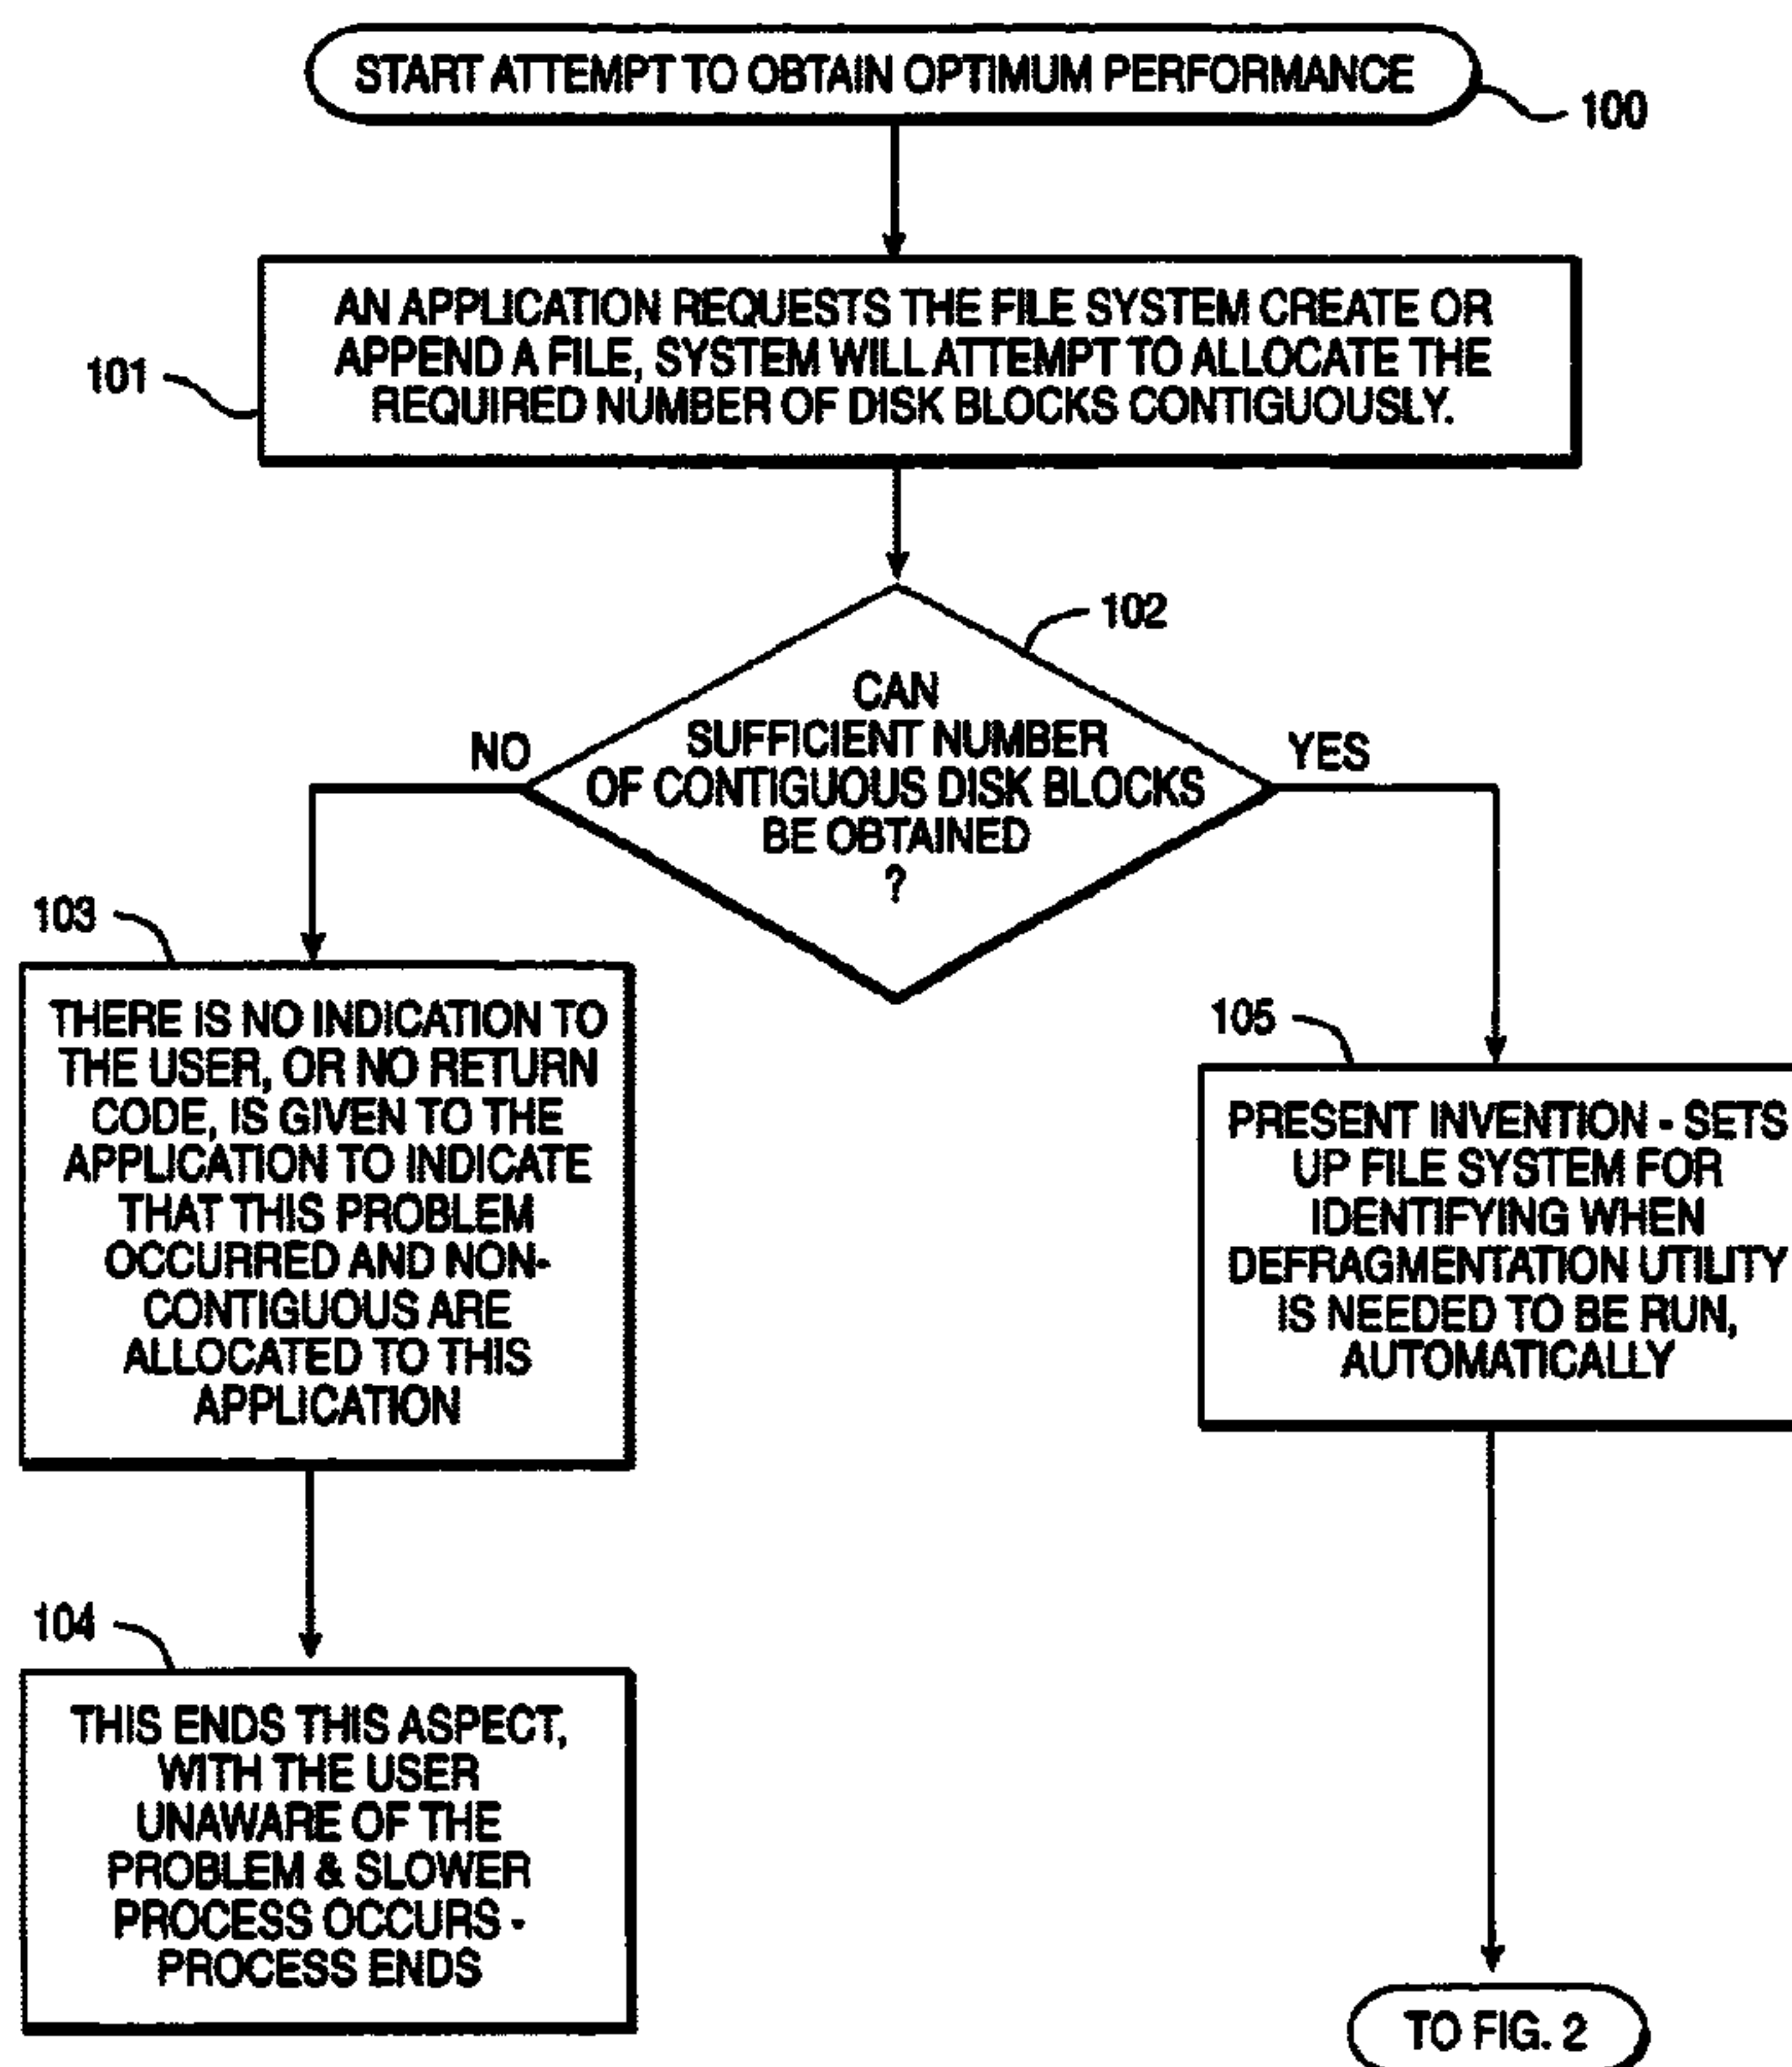 START ATTEMPT TO OBTAIN OPTIMUM PERFORMANCE
100
AN APPLICATION REQUESTS THE FILE SYSTEM CREATE OR
APPEND A FILE, SYSTEM WILL ATTEMPT TO ALLOCATE THE
REQUIRED NUMBER OF DISK BLOCKS CONTIGUOUSLY.
101
102
CAN
SUFFICIENT NUMBER
OF CONTIGUOUS DISK BLOCKS
BE OBTAINED
?
NO
YES
103
THERE IS NO INDICATION TO
THE USER, OR NO RETURN
CODE, IS GIVEN TO THE
APPLICATION TO INDICATE
THAT THIS PROBLEM
OCCURRED AND NON-
CONTIGUOUS ARE
ALLOCATED TO THIS
APPLICATION
105
PRESENT INVENTION - SETS
UP FILE SYSTEM FOR
IDENTIFYING WHEN
DEFRAGMENTATION UTILITY
IS NEEDED TO BE RUN,
AUTOMATICALLY
104
THIS ENDS THIS ASPECT,
WITH THE USER
UNAWARE OF THE
PROBLEM & SLOWER
PROCESS OCCURS -
PROCESS ENDS
TO FIG. 2